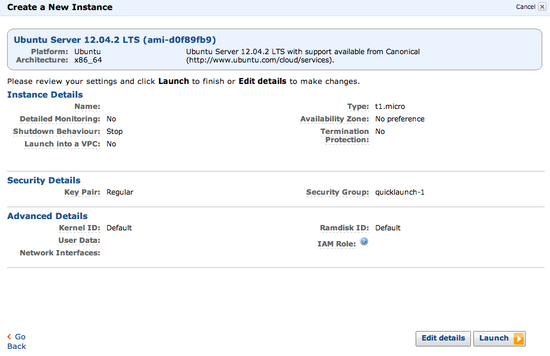 Create a New Instance Cancel X
Ubuntu Server 12.04.2 LTS (ami-d0f89fb9)
Platform: Ubuntu Ubuntu Server 12.04.2 LTS with support available from Canonical
Architecture: x86_64 (http://www.ubuntu.com/cloud/services).
Please review your settings and click Launch to finish or Edit details to make changes.
Instance Details
Name: Type: t1.micro
Detailed Monitoring: No Availability Zone: No preference
Shutdown Behaviour: Stop Termination No
Launch into a VPC: No Protection:
Security Details
Key Pair: Regular Security Group: quicklaunch-1
Advanced Details
Kernel ID: Default Ramdisk ID: Default
User Data: IAM Role: ?
Network Interfaces:
< Go Edit details Launch
Back